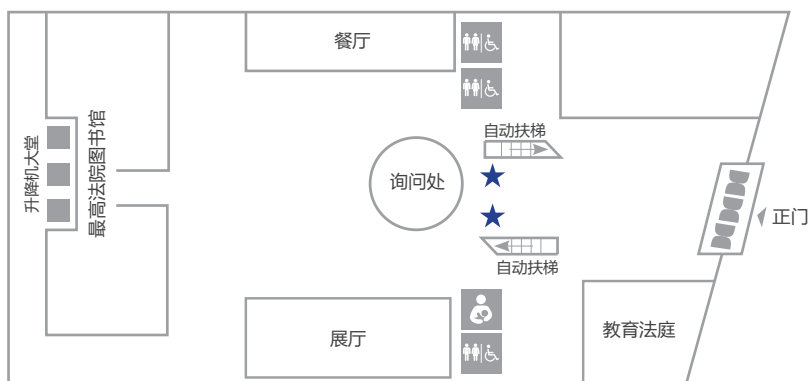 餐厅
自动扶梯
升降机大堂
最高法院图书馆
询问处
正门
自动扶梯
展厅
教育法庭